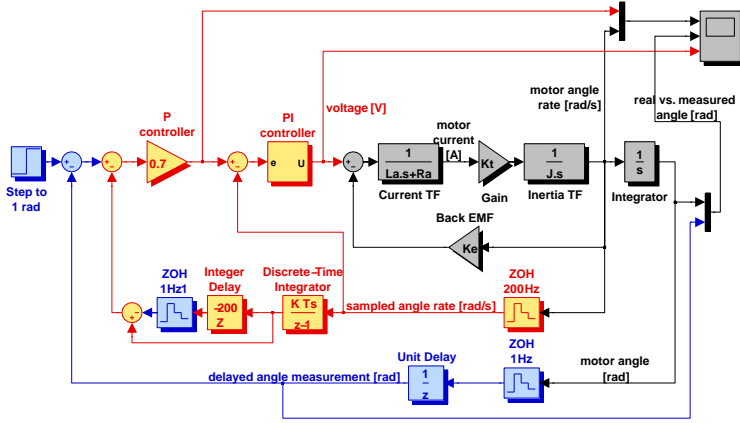 motor angle
rate [rad/s]
real vs. measured
angle [rad]
P
controller
PI
controller
voltage [V]
motor
current
[A]
0.7
e U
1
La.s+Ra
Current TF
Kt
Gain
1
J.s
Inertia TF
1
s
Integrator
Step to
1 rad
Back EMF
Ke
ZOH
1Hz1
Integer
Delay
-200
Z
Discrete-Time
Integrator
K Ts
z-1
sampled angle rate [rad/s]
ZOH
200Hz
Unit Delay
1
z
ZOH
1Hz
motor angle
[rad]
delayed angle measurement [rad]